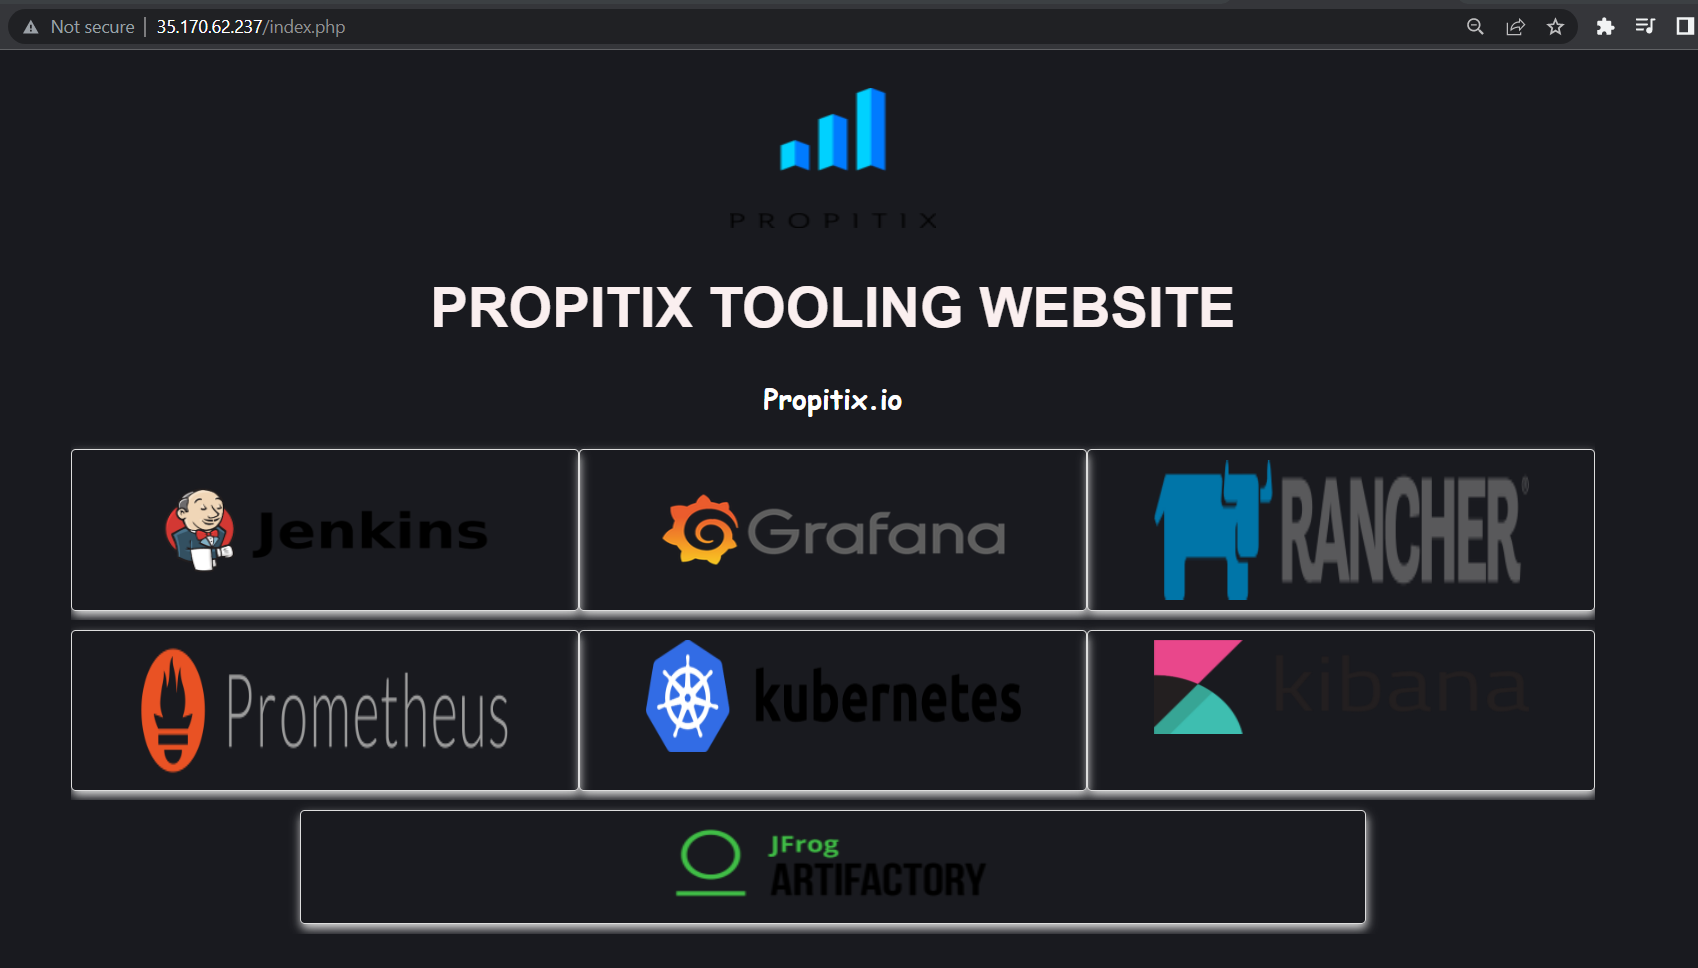 Not secure | 35.170.62.237/index.php
PROPITIX
PROPITIX TOOLING WEBSITE
Propitix.io
Jenkins
Grafana
RANCHER®
Prometheus
kubernetes
kibana
JFrog
ARTIFACTORY